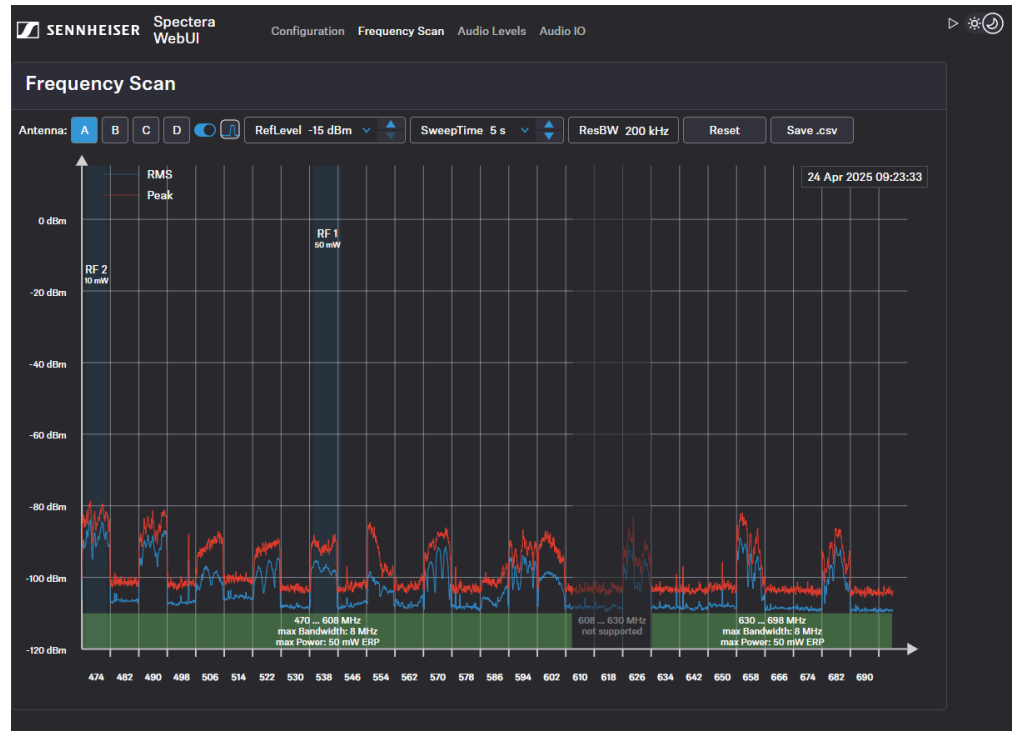 SENNHEISER
Spectera
WebUI
Configuration Frequency Scan Audio Levels Audio IO
Frequency Scan
Antenna: A B C D RefLevel -15 dBm SweepTime 5 s ResBW 200 kHz Reset Save .csv
RMS
Peak
24 Apr 2025 09:23:33
0 dBm
RF 1
50 mW
RF 2
10 mW
-20 dBm
-40 dBm
-60 dBm
-80 dBm
-100 dBm
470 ... 608 MHz
max Bandwidth: 8 MHz
max Power: 50 mW ERP
608 ... 630 MHz
not supported
630 ... 698 MHz
max Bandwidth: 8 MHz
max Power: 50 mW ERP
-120 dBm
474 482 490 498 506 514 522 530 538 546 554 562 570 578 586 594 602 610 618 626 634 642 650 658 666 674 682 690